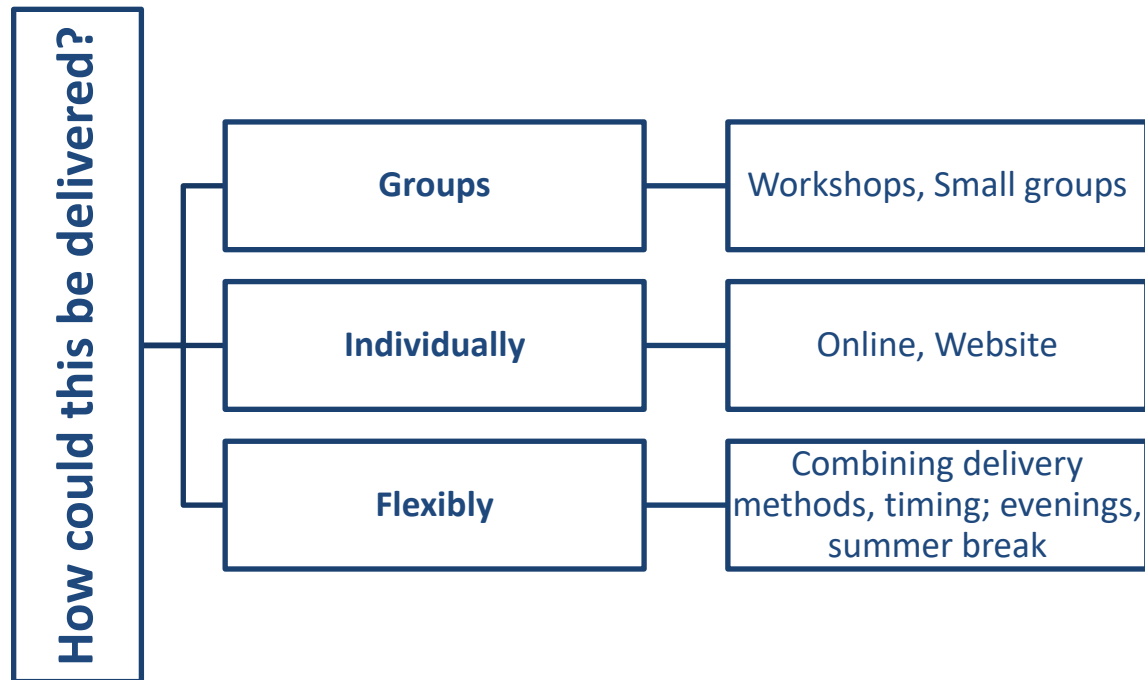 How could this be delivered?
Groups
Workshops, Small groups
Individually
Online, Website
Flexibly
Combining delivery
methods, timing; evenings,
summer break